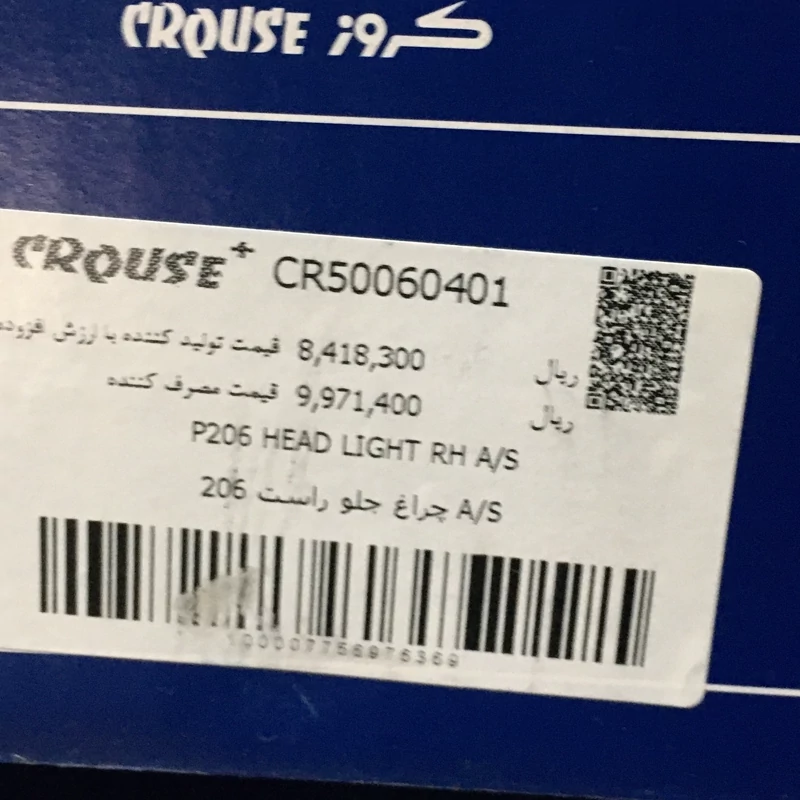 CROUSE کروز
CROUSE+ CR50060401
قیمت تولید کننده با ارزش افزوده 8,418,300 ریال
قیمت مصرف کننده 9,971,400 ریال
P206 HEAD LIGHT RH A/S
چراغ جلو راست 206 A/S
100007756976369